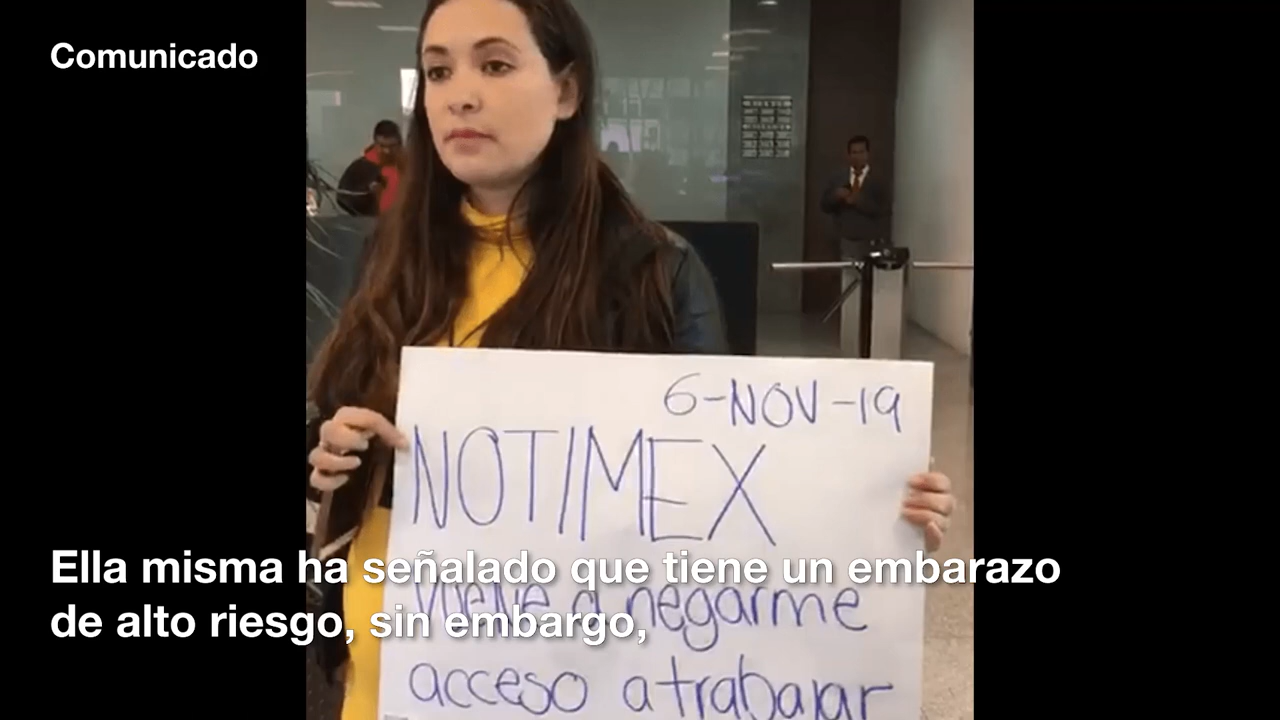 Comunicado
6-NOV-19
NOTIMEX
Ella misma ha señalado que tiene un embarazo
vuelve a negarme
de alto riesgo, sin embargo,
acceso a trabajar